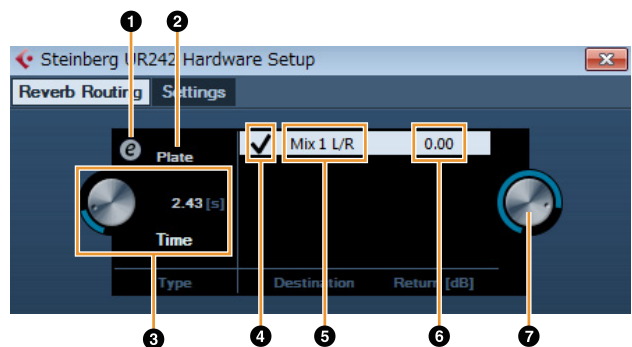 1 2
Steinberg UR242 Hardware Setup
Reverb Routing Settings
e Plate Mix 1 L/R 0.00
2.43 [s]
Time
Type Destination Return [dB]
3 4 5 6 7